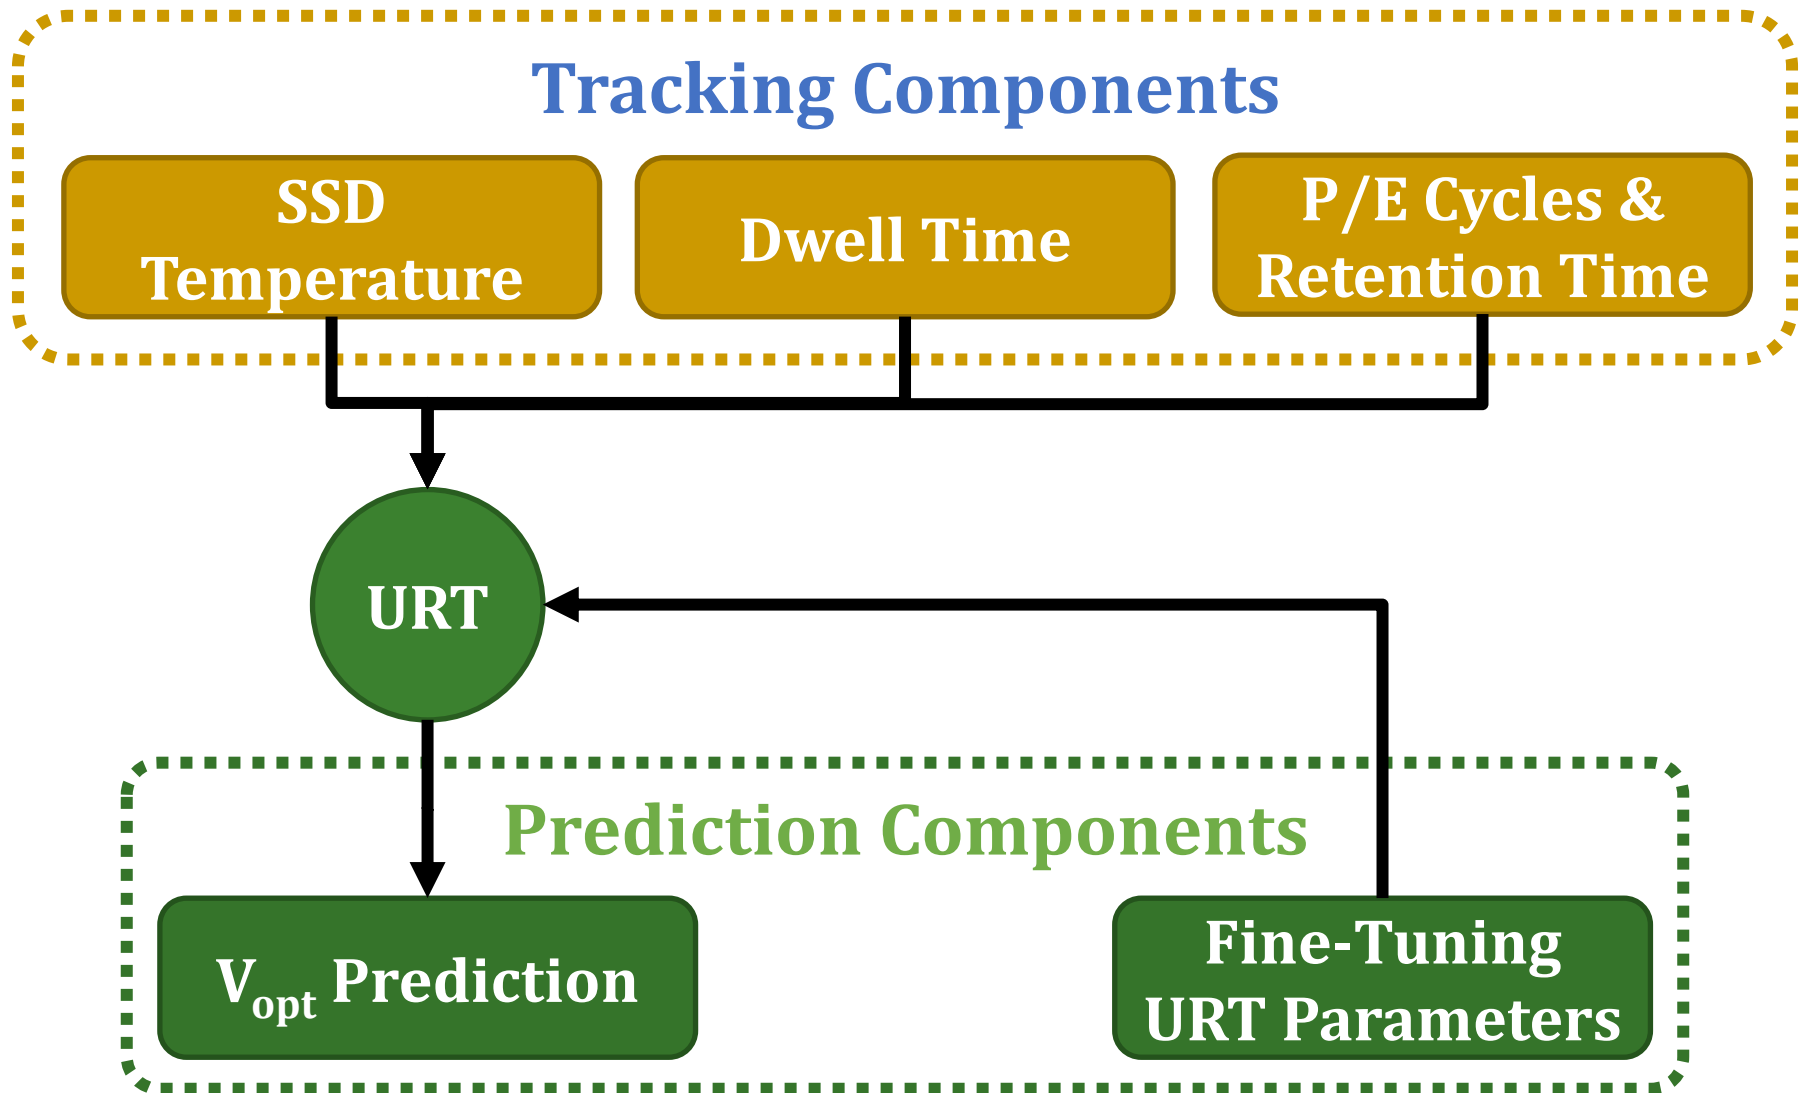 Tracking Components
SSD
Temperature
Dwell Time
P/E Cycles &
Retention Time
URT
Prediction Components
Vopt Prediction
Fine-Tuning
URT Parameters